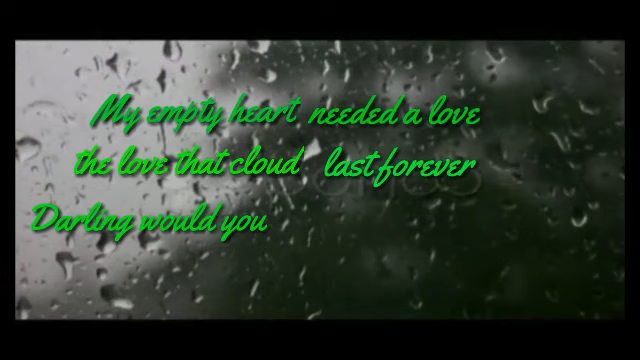 My empty heart needed a love
the love that cloud last forever
Darling would you